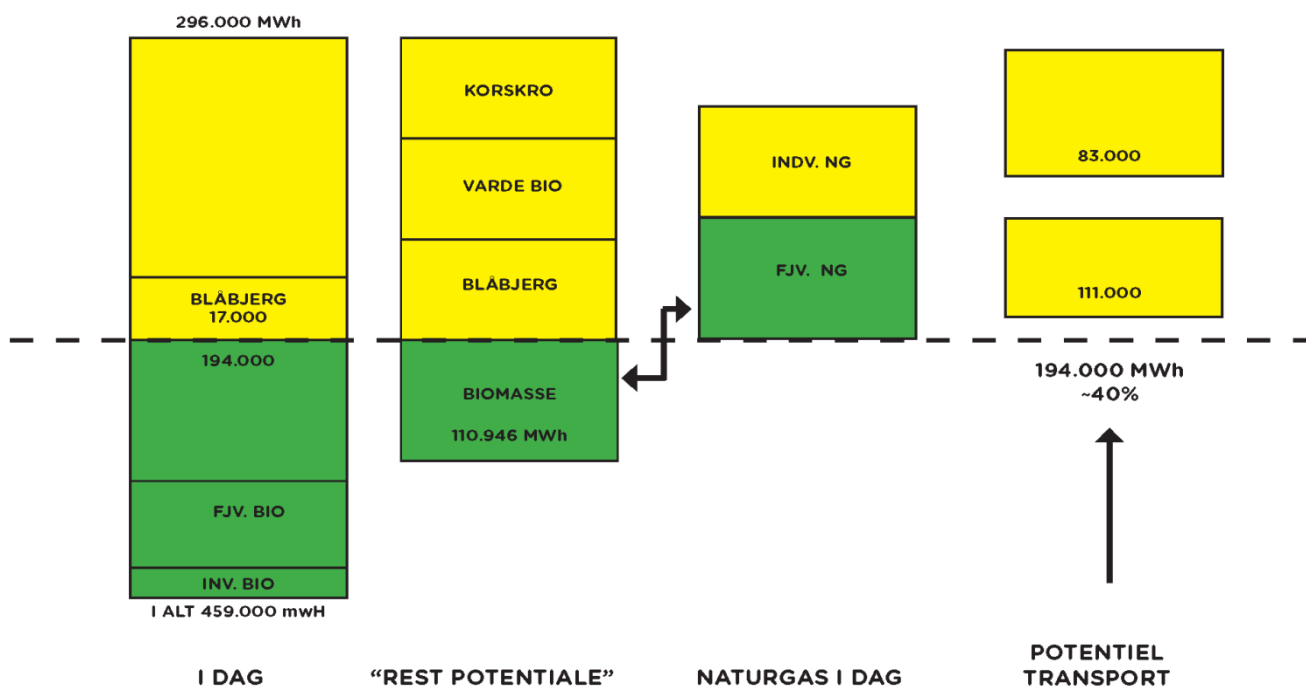 296.000 MWh
BLÅBJERG
17.000
194.000
FJV. BIO
INV. BIO
I ALT 459.000 mwH
I DAG
KORSKRO
VARDE BIO
BLÅBJERG
BIOMASSE
110.946 MWh
“REST POTENTIALE”
INDV. NG
FJV. NG
NATURGAS I DAG
83.000
111.000
194.000 MWh
~40%
POTENTIEL
TRANSPORT